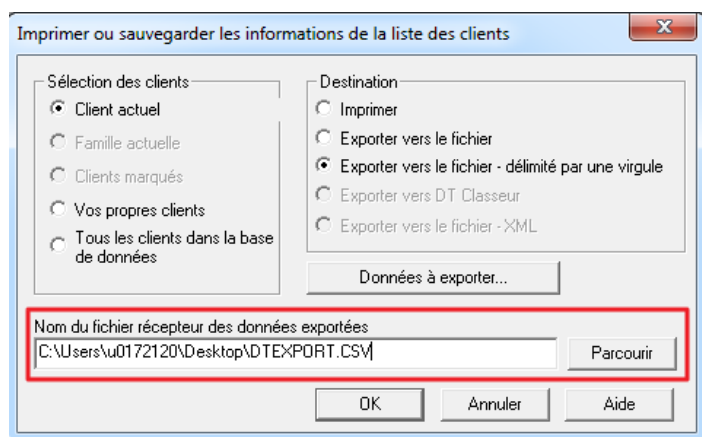 Imprimer ou sauvegarder les informations de la liste des clients
Sélection des clients
Client actuel
Famille actuelle
Clients marqués
Vos propres clients
Tous les clients dans la base
de données
Destination
Imprimer
Exporter vers le fichier
Exporter vers le fichier - délimité par une virgule
Exporter vers DT Classeur
Exporter vers le fichier - XML
Données à exporter...
Nom du fichier récepteur des données exportées
C:\Users\u0172120\Desktop\DTEXPORT.CSV
Parcourir
OK
Annuler
Aide